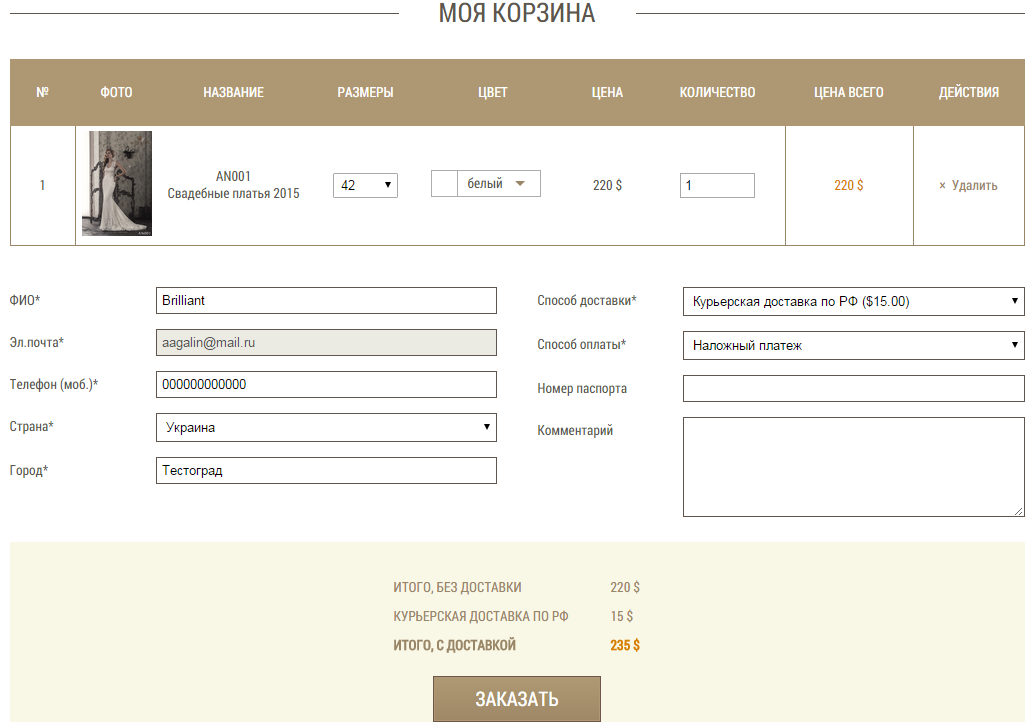 МОЯ КОРЗИНА
№ ФОТО НАЗВАНИЕ РАЗМЕРЫ ЦВЕТ ЦЕНА КОЛИЧЕСТВО ЦЕНА ВСЕГО ДЕЙСТВИЯ
AN001
1 Свадебные платья 2015 42 белый 220 $ 1 220 $ × Удалить
ФИО* Brilliant
Эл.почта* aagalin@mail.ru
Телефон (моб.)* 000000000000
Страна* Украина
Город* Тестоград
Способ доставки* Курьерская доставка по РФ ($15.00)
Способ оплаты* Наложный платеж
Номер паспорта
Комментарий
ИТОГО, БЕЗ ДОСТАВКИ 220 $
КУРЬЕРСКАЯ ДОСТАВКА ПО РФ 15 $
ИТОГО, С ДОСТАВКОЙ 235 $
ЗАКАЗАТЬ